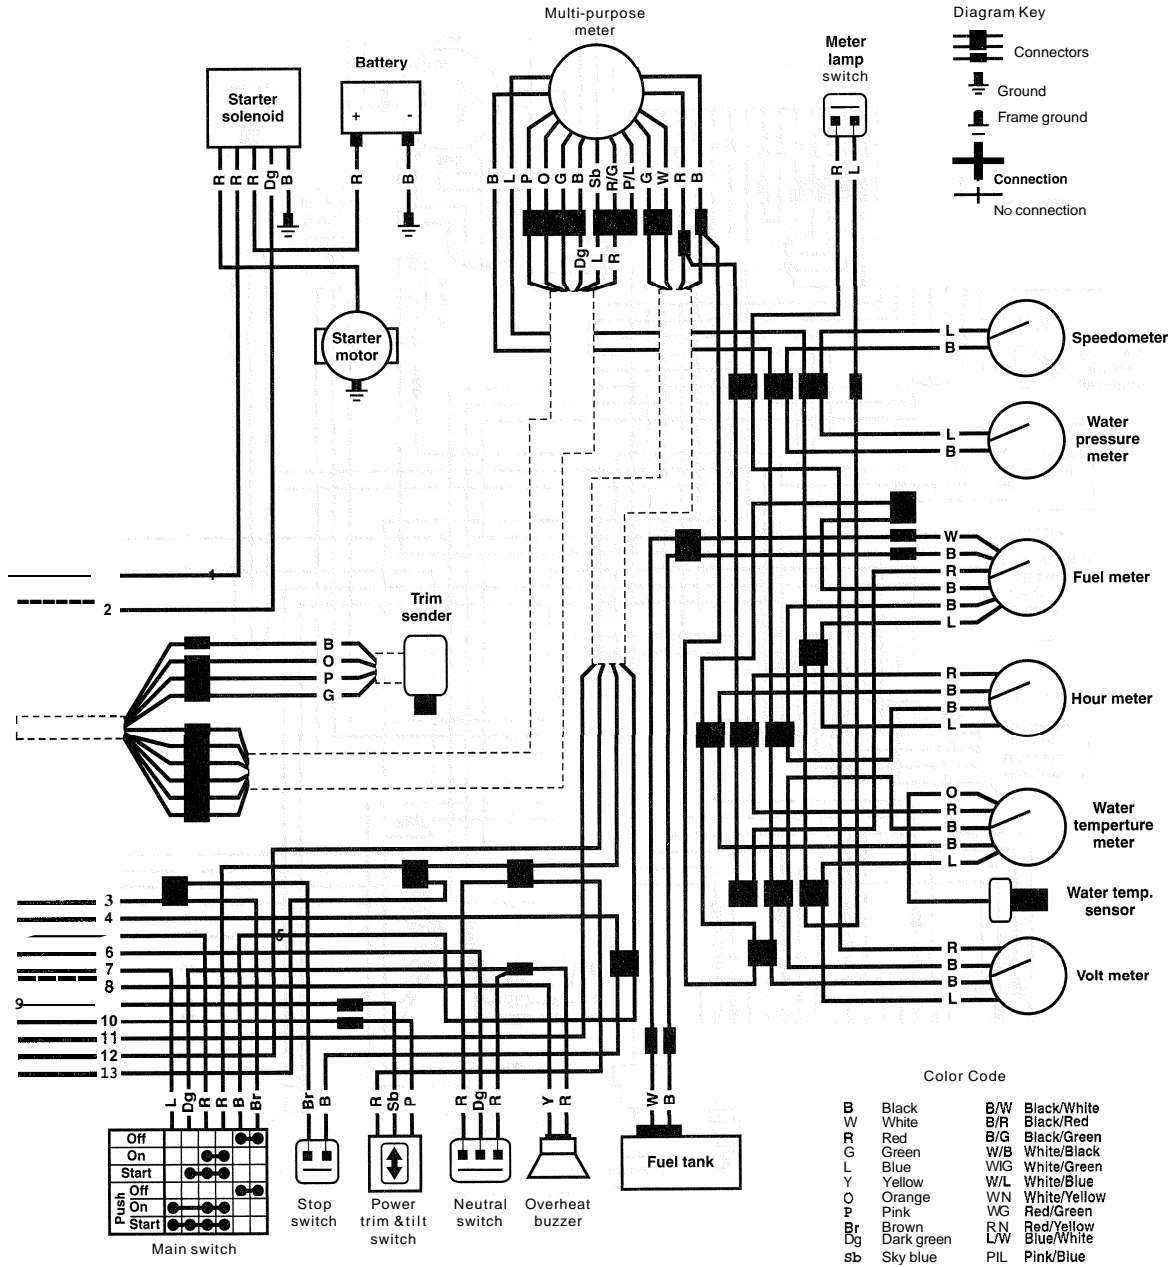 Multi-purpose
meter
Diagram Key
Connectors
Ground
Frame ground
Connection
No connection
Meter
lamp
switch
Battery
+ -
Starter
solenoid
R R R Dg B
R B
B L P O G B Sb R/G P/L G W R B
Dg L R
R L
Starter
motor
L
B
Speedometer
L
B
Water
pressure
meter
W
B
R
B
B
L
Fuel meter
1
2
Trim
sender
B
O
P
G
R
B
B
L
Hour meter
O
R
B
B
L
Water
temperture
meter
Water temp.
sensor
R
B
B
L
Volt meter
3
4
5
6
7
8
9
10
11
12
13
L Dg R R B Br
Br B
R Sb P
R Dg R
Y R
W B
Off
On
Start
Push
Off
On
Start
Main switch
Stop
switch
Power
trim & tilt
switch
Neutral
switch
Overheat
buzzer
Fuel tank
Color Code
B Black
W White
R Red
G Green
L Blue
Y Yellow
O Orange
P Pink
Br Brown
Dg Dark green
Sb Sky blue
B/W Black/White
B/R Black/Red
B/G Black/Green
W/B White/Black
WIG White/Green
W/L White/Blue
WN White/Yellow
WG Red/Green
RN Red/Yellow
L/W Blue/White
PIL Pink/Blue